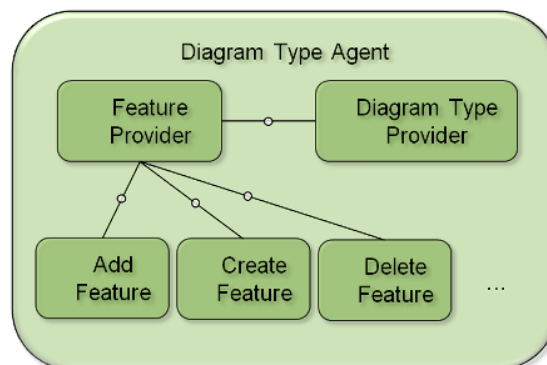 Diagram Type Agent
Feature
Provider
Diagram Type
Provider
Add
Feature
Create
Feature
Delete
Feature
...